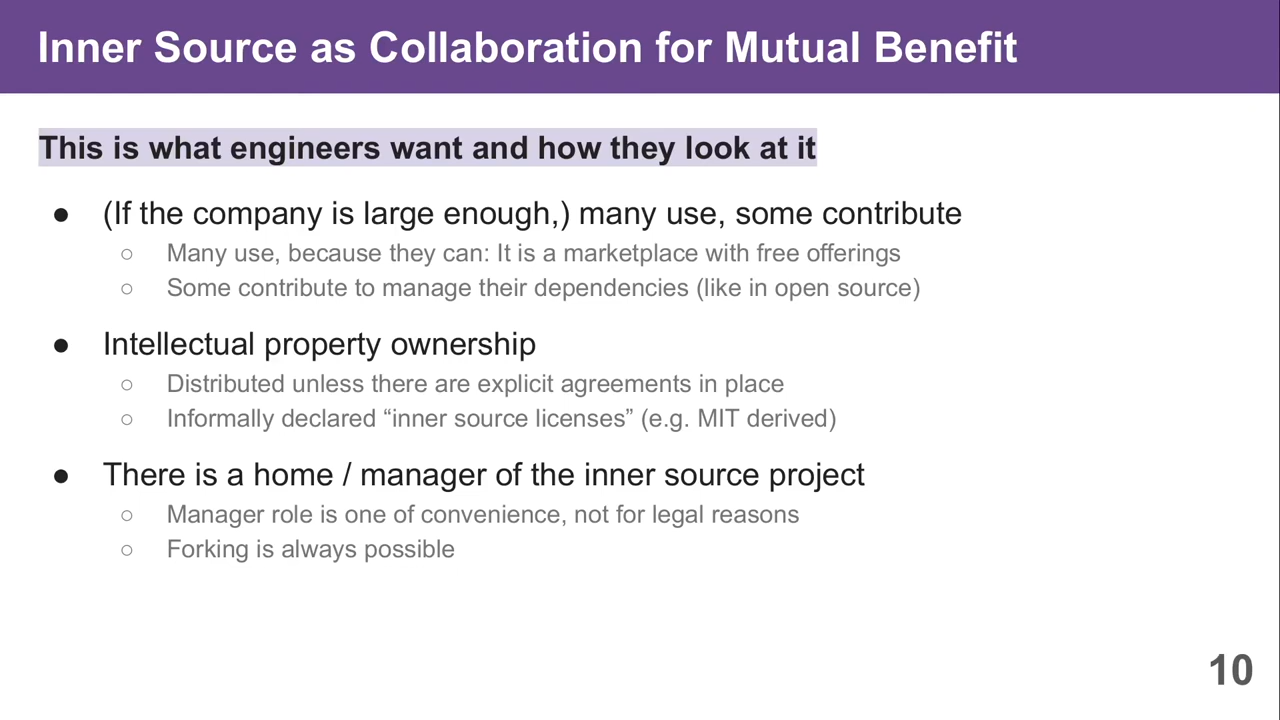 Inner Source as Collaboration for Mutual Benefit
This is what engineers want and how they look at it
● (If the company is large enough,) many use, some contribute
○ Many use, because they can: It is a marketplace with free offerings
○ Some contribute to manage their dependencies (like in open source)
● Intellectual property ownership
○ Distributed unless there are explicit agreements in place
○ Informally declared “inner source licenses” (e.g. MIT derived)
● There is a home / manager of the inner source project
○ Manager role is one of convenience, not for legal reasons
○ Forking is always possible
10